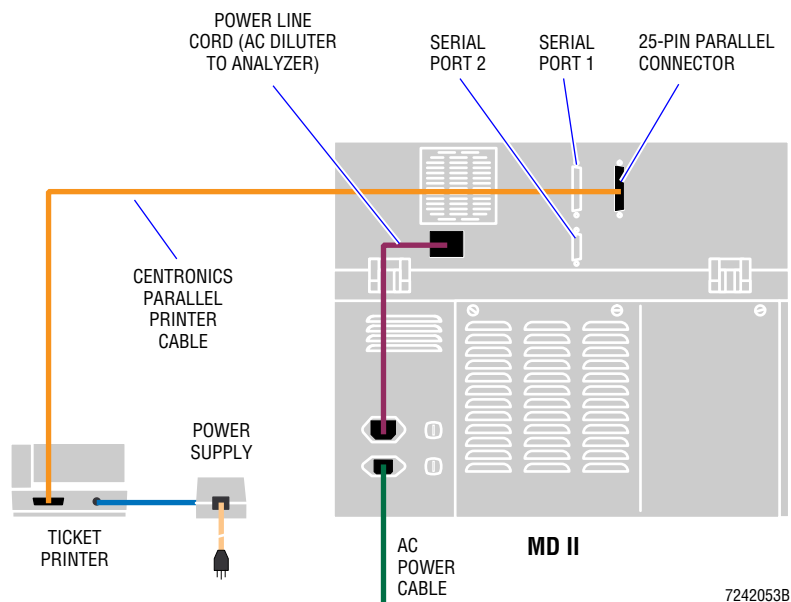 POWER LINE
CORD (AC DILUTER
TO ANALYZER)
SERIAL
PORT 2
SERIAL
PORT 1
25-PIN PARALLEL
CONNECTOR
CENTRONICS
PARALLEL
PRINTER
CABLE
POWER
SUPPLY
TICKET
PRINTER
AC
POWER
CABLE
MD II
7242053B